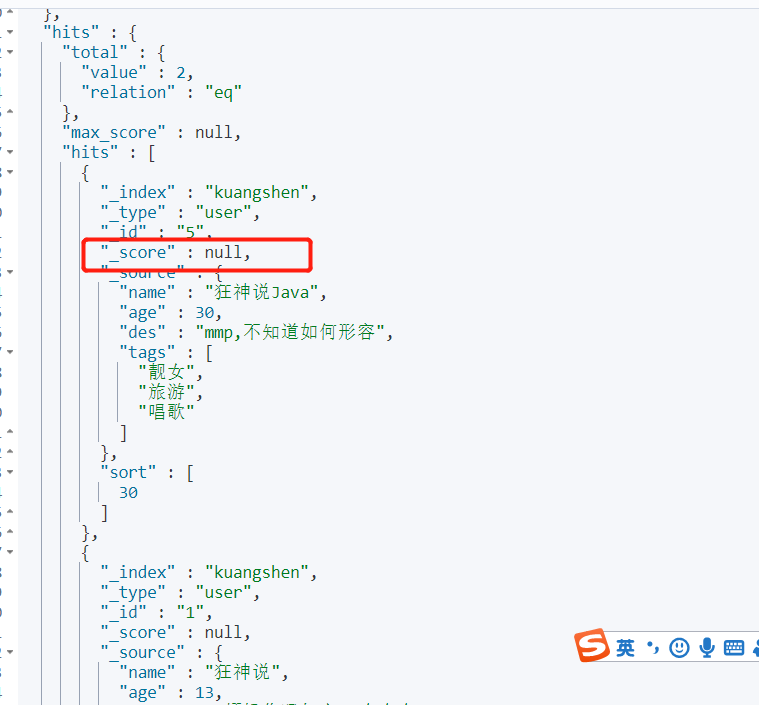 },
"hits" : {
"total" : {
"value" : 2,
"relation" : "eq"
},
"max_score" : null,
"hits" : [
{
"_index" : "kuangshen",
"_type" : "user",
"_id" : "5",
"_score" : null,
"_source" : {
"name" : "狂神说Java",
"age" : 30,
"des" : "mmp,不知道如何形容",
"tags" : [
"靓女",
"旅游",
"唱歌"
]
},
"sort" : [
30
]
},
{
"_index" : "kuangshen",
"_type" : "user",
"_id" : "1",
"_score" : null,
"_source" : {
"name" : "狂神说",
"age" : 13,
英